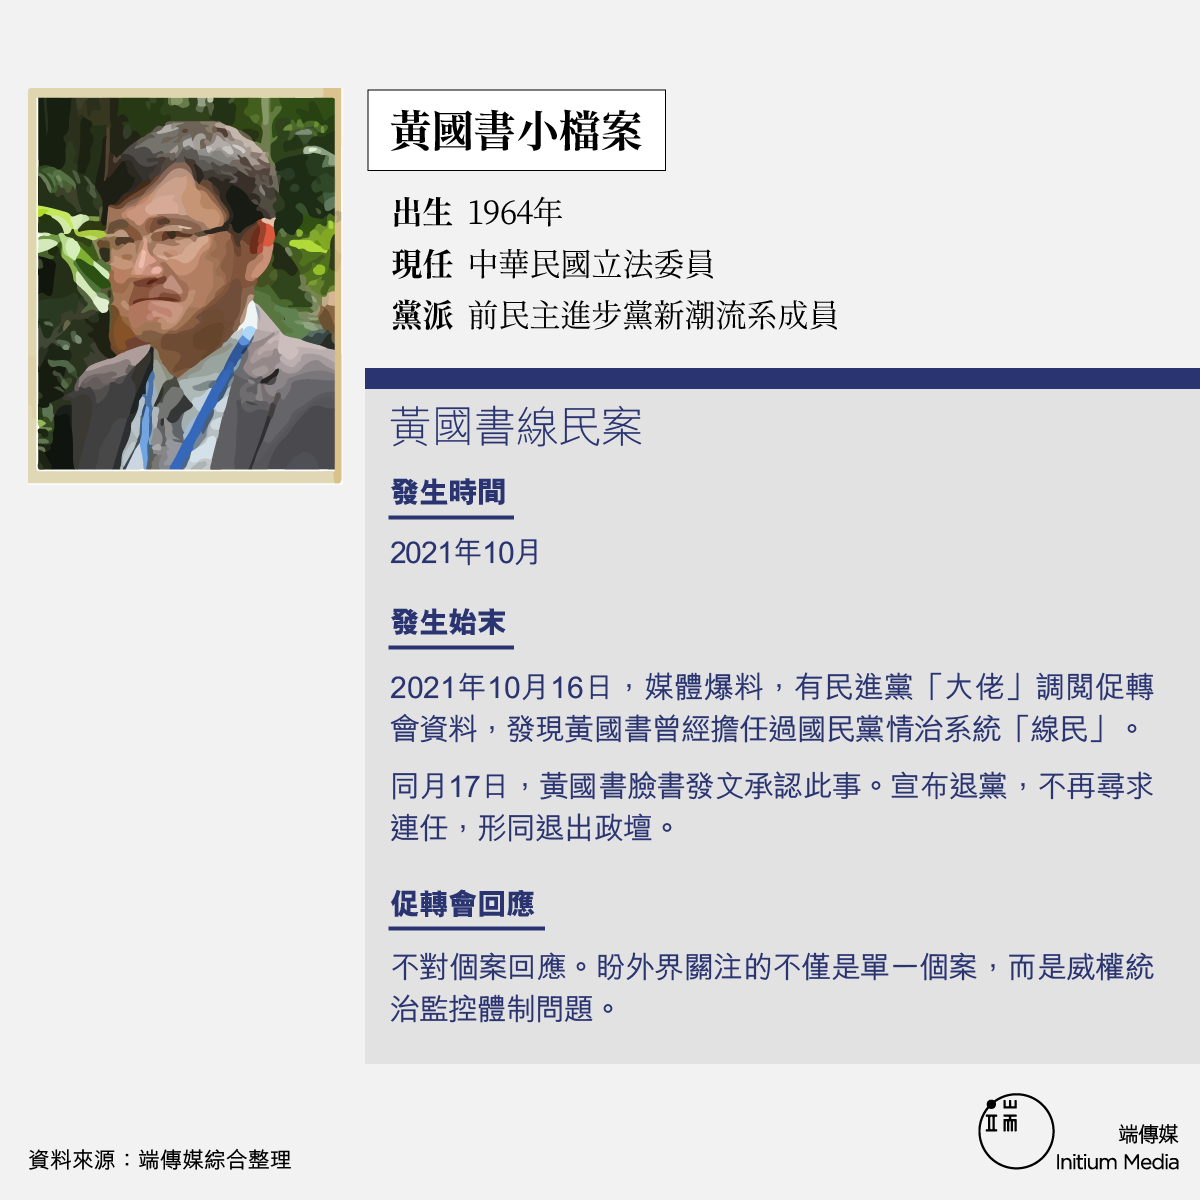 黃國書小檔案
出生 1964年
現任 中華民國立法委員
黨派 前民主進步黨新潮流系成員
黃國書線民案
發生時間
2021年10月
發生始末
2021年10月16日，媒體爆料，有民進黨「大佬」調閱促轉
會資料，發現黃國書曾經擔任過國民黨情治系統「線民」。
同月17日，黃國書臉書發文承認此事。宣布退黨，不再尋求
連任，形同退出政壇。
促轉會回應
不對個案回應。盼外界關注的不僅是單一個案，而是威權統
治監控體制問題。
端
端傳媒
Initium Media
資料來源：端傳媒綜合整理